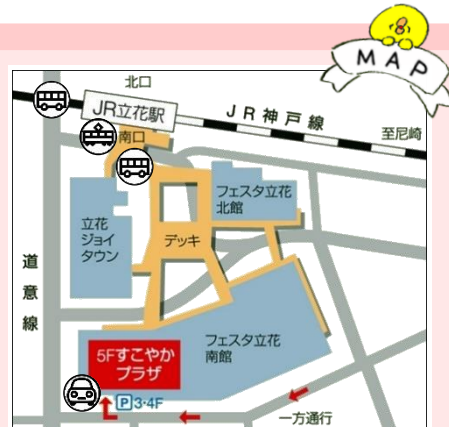 MAP
北口
JR立花駅
JR神戸線
至尼崎
南口
フェスタ立花
北館
立花
ジョイ
タウン
デッキ
道意線
フェスタ立花
南館
5Fすこやか
プラザ
P3・4F
一方通行